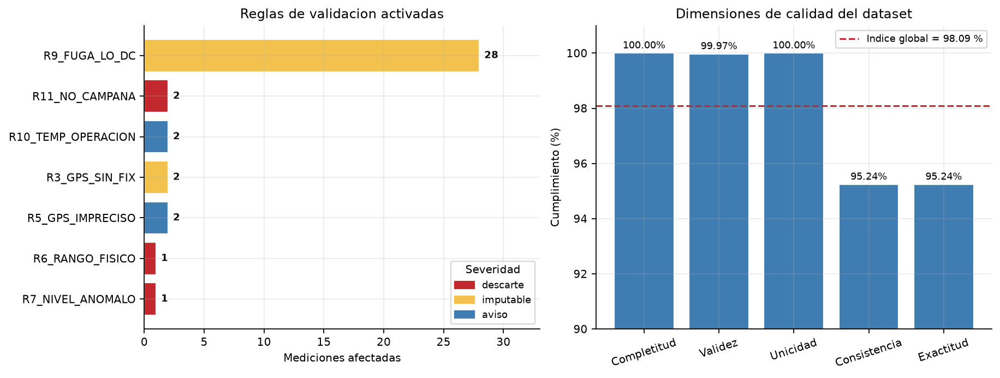 Reglas de validacion activadas
R9_FUGA_LO_DC
28
R11_NO_CAMPANA
2
R10_TEMP_OPERACION
2
R3_GPS_SIN_FIX
2
R5_GPS_IMPRECISO
2
R6_RANGO_FISICO
1
R7_NIVEL_ANOMALO
1
Severidad
descarte
imputable
aviso
0 5 10 15 20 25 30
Mediciones afectadas
Dimensiones de calidad del dataset
Indice global = 98.09 %
100.00% 99.97% 100.00% 95.24% 95.24%
Cumplimiento (%)
100
98
96
94
92
90
Completitud Validez Unicidad Consistencia Exactitud